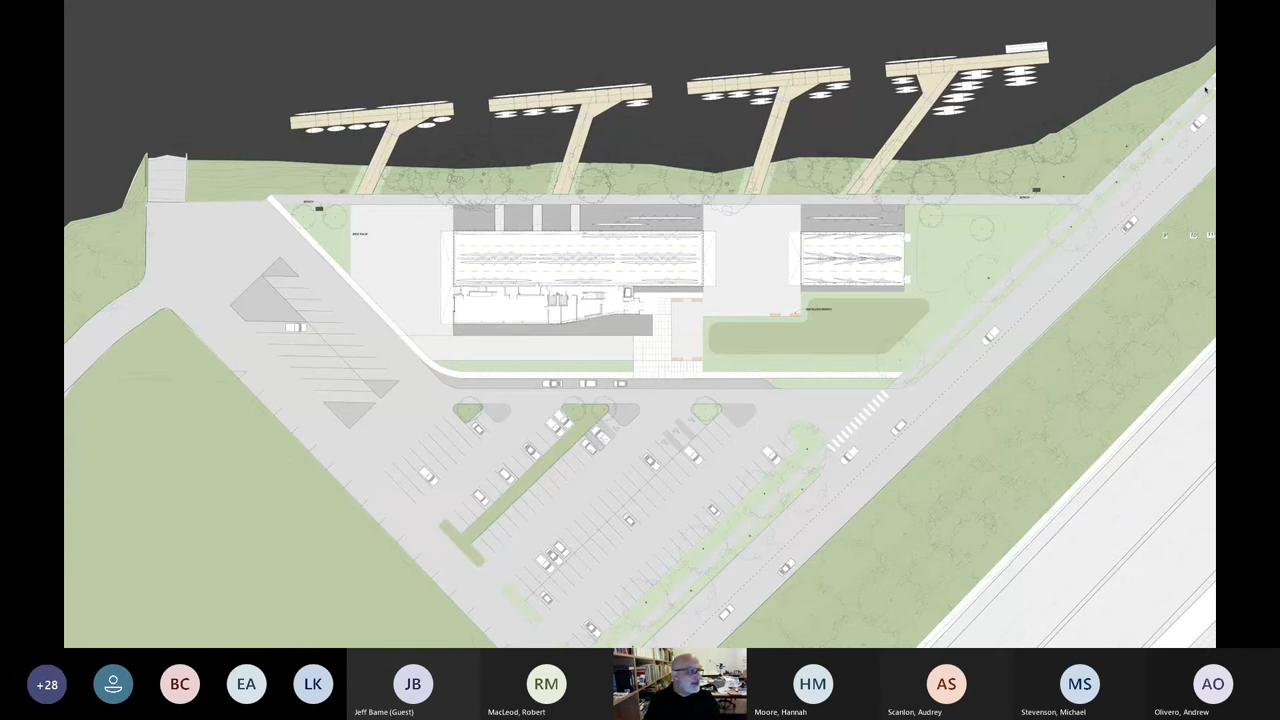 +28
BC
EA
LK
JB
Jeff Bame (Guest)
RM
MacLeod, Robert
HM
Moore, Hannah
AS
Scanlon, Audrey
MS
Stevenson, Michael
AO
Olivero, Andrew